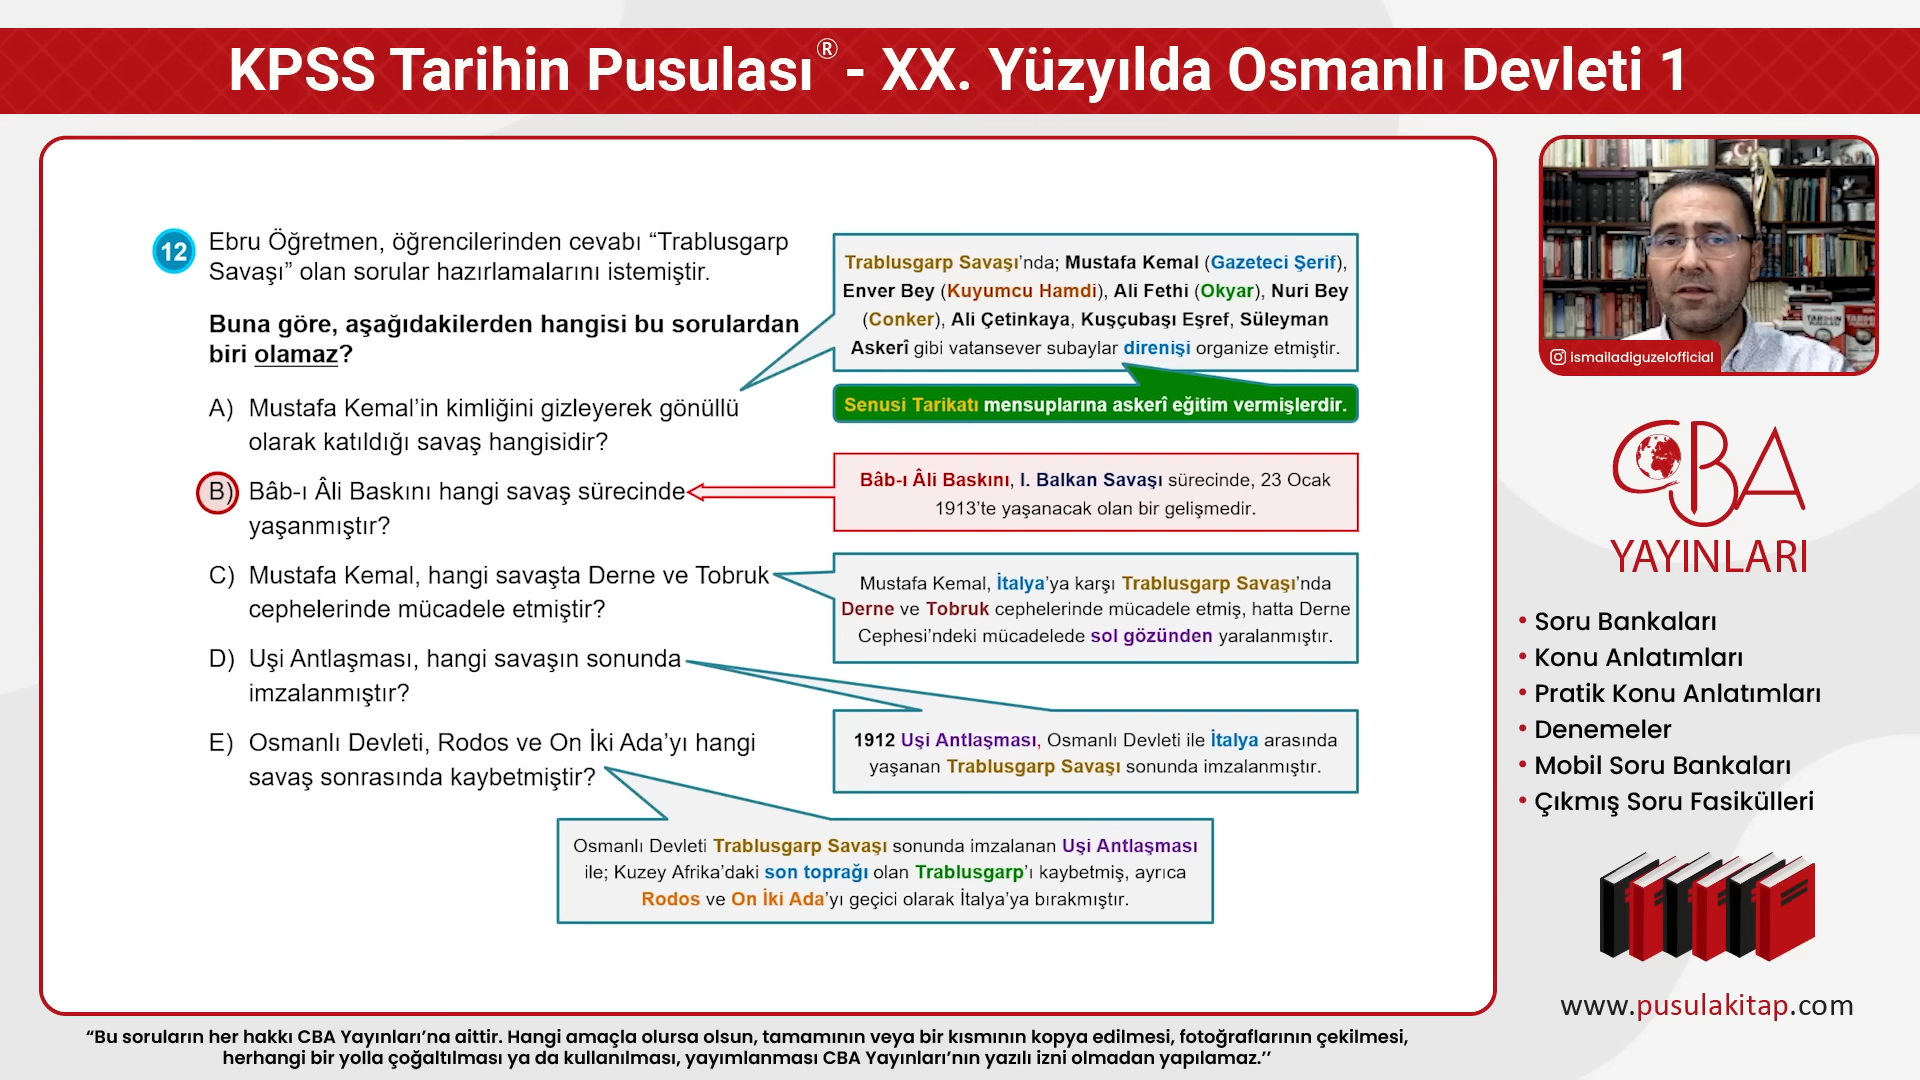 KPSS Tarihin Pusulası® - XX. Yüzyılda Osmanlı Devleti 1
12
Ebru Öğretmen, öğrencilerinden cevabı “Trablusgarp
Savaşı” olan sorular hazırlamalarını istemiştir.
Buna göre, aşağıdakilerden hangisi bu sorulardan
biri olamaz?
A) Mustafa Kemal’in kimliğini gizleyerek gönüllü
olarak katıldığı savaş hangisidir?
B) Bâb-ı Âli Baskını hangi savaş sürecinde
yaşanmıştır?
C) Mustafa Kemal, hangi savaşta Derne ve Tobruk
cephelerinde mücadele etmiştir?
D) Uşi Antlaşması, hangi savaşın sonunda
imzalanmıştır?
E) Osmanlı Devleti, Rodos ve On İki Ada’yı hangi
savaş sonrasında kaybetmiştir?
Trablusgarp Savaşı’nda; Mustafa Kemal (Gazeteci Şerif),
Enver Bey (Kuyumcu Hamdi), Ali Fethi (Okyar), Nuri Bey
(Conker), Ali Çetinkaya, Kuşçubaşı Eşref, Süleyman
Askerî gibi vatansever subaylar direnişi organize etmiştir.
Senusi Tarikatı mensuplarına askerî eğitim vermişlerdir.
Bâb-ı Âli Baskını, I. Balkan Savaşı sürecinde, 23 Ocak
1913’te yaşanacak olan bir gelişmedir.
Mustafa Kemal, İtalya’ya karşı Trablusgarp Savaşı’nda
Derne ve Tobruk cephelerinde mücadele etmiş, hatta Derne
Cephesi’ndeki mücadelede sol gözünden yaralanmıştır.
1912 Uşi Antlaşması, Osmanlı Devleti ile İtalya arasında
yaşanan Trablusgarp Savaşı sonunda imzalanmıştır.
Osmanlı Devleti Trablusgarp Savaşı sonunda imzalanan Uşi Antlaşması
ile; Kuzey Afrika’daki son toprağı olan Trablusgarp’ı kaybetmiş, ayrıca
Rodos ve On İki Ada’yı geçici olarak İtalya’ya bırakmıştır.
ismailadiguzelofficial
CBA
YAYINLARI
• Soru Bankaları
• Konu Anlatımları
• Pratik Konu Anlatımları
• Denemeler
• Mobil Soru Bankaları
• Çıkmış Soru Fasikülleri
www.pusulakitap.com
“Bu soruların her hakkı CBA Yayınları’na aittir. Hangi amaçla olursa olsun, tamamının veya bir kısmının kopya edilmesi, fotoğraflarının çekilmesi,
herhangi bir yolla çoğaltılması ya da kullanılması, yayımlanması CBA Yayınları’nın yazılı izni olmadan yapılamaz.’’